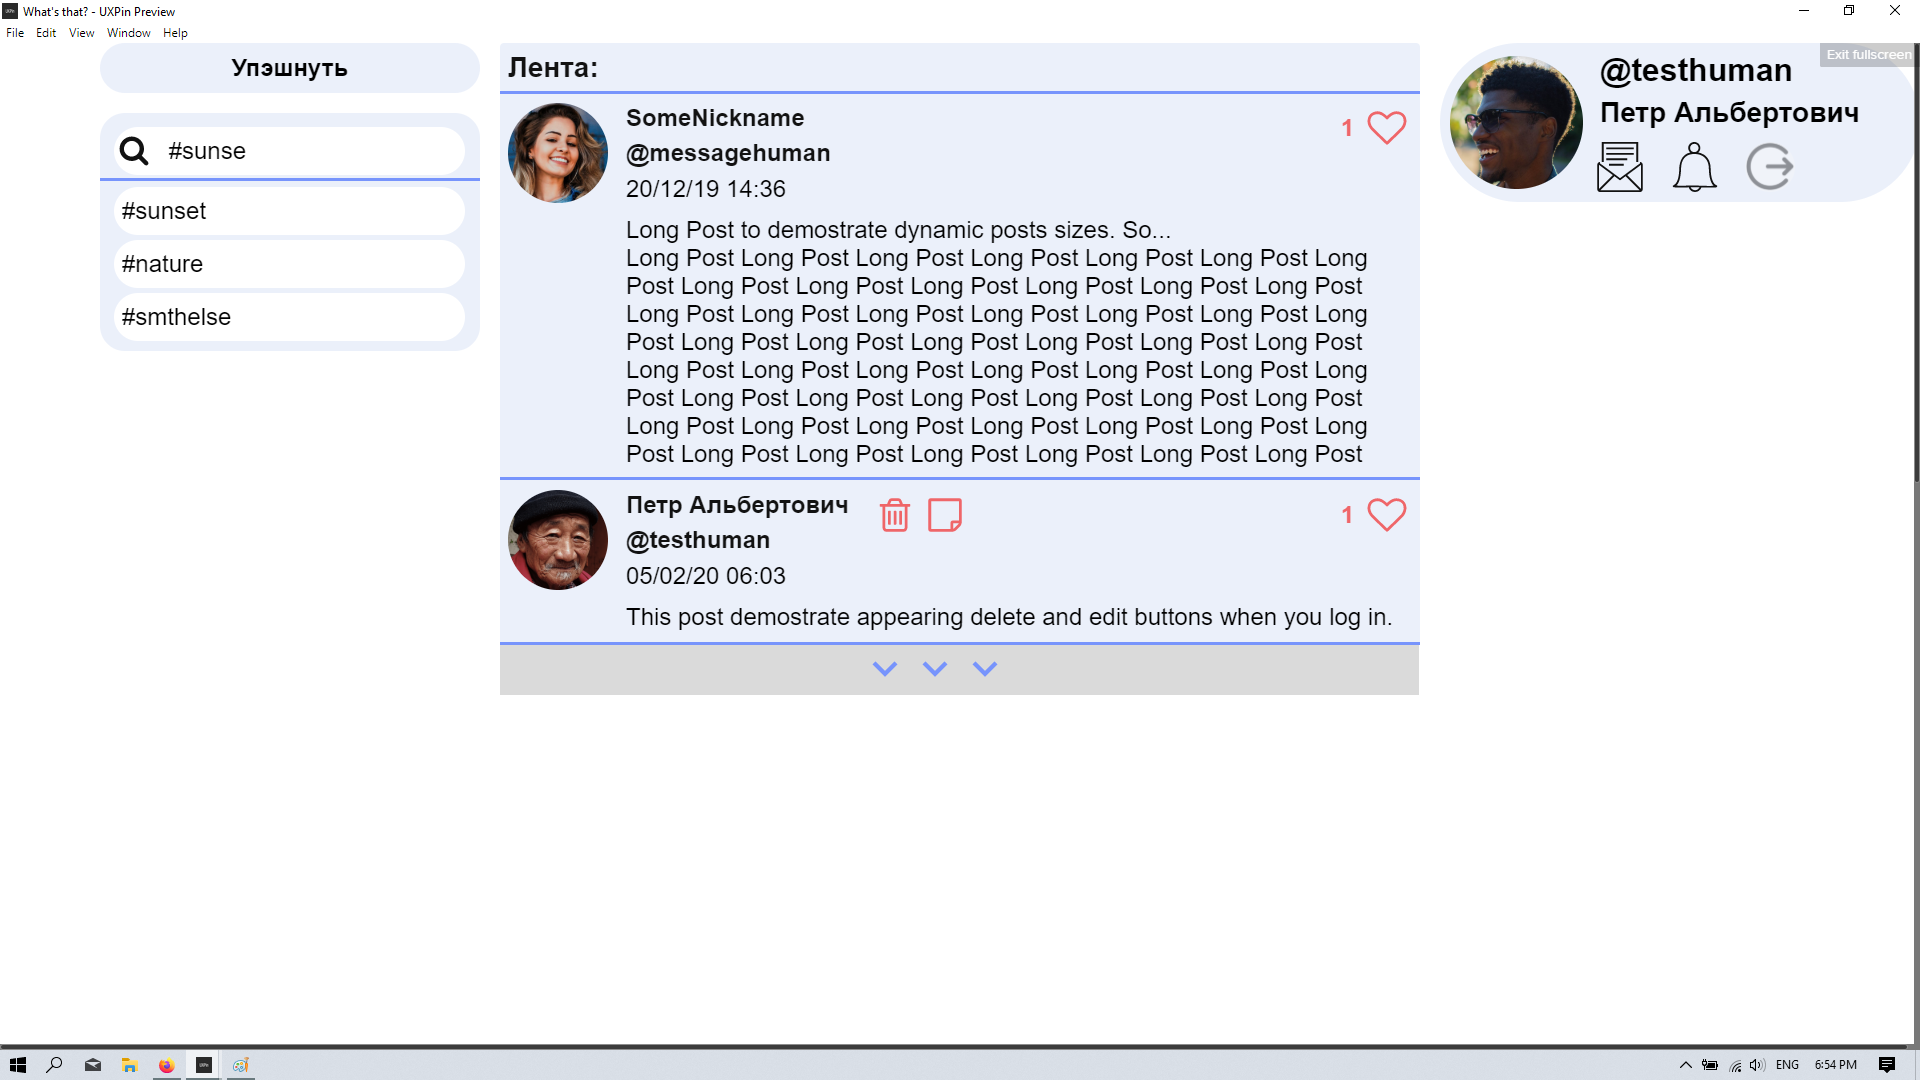 What's that? - UXPin Preview
File Edit View Window Help
Упэшнуть
#sunse
#sunset
#nature
#smthelse
Лента:
SomeNickname
@messagehuman
20/12/19 14:36
1
Long Post to demostrate dynamic posts sizes. So...
Long Post Long Post Long Post Long Post Long Post Long Post Long
Post Long Post Long Post Long Post Long Post Long Post Long Post
Long Post Long Post Long Post Long Post Long Post Long Post Long
Post Long Post Long Post Long Post Long Post Long Post Long Post
Long Post Long Post Long Post Long Post Long Post Long Post Long
Post Long Post Long Post Long Post Long Post Long Post Long Post
Long Post Long Post Long Post Long Post Long Post Long Post Long
Post Long Post Long Post Long Post Long Post Long Post Long Post
Петр Альбертович
@testhuman
05/02/20 06:03
1
This post demostrate appearing delete and edit buttons when you log in.
Exit fullscreen
@testhuman
Петр Альбертович
ENG
6:54 PM